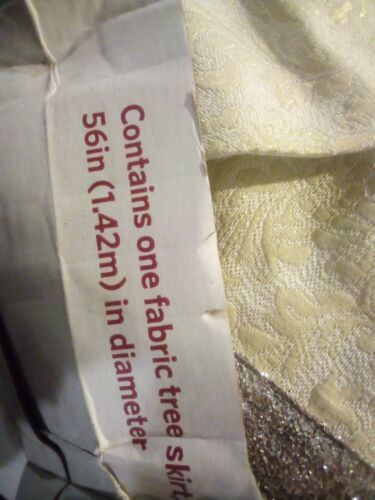 Contains one fabric tree skirt,
56in (1.42m) in diameter